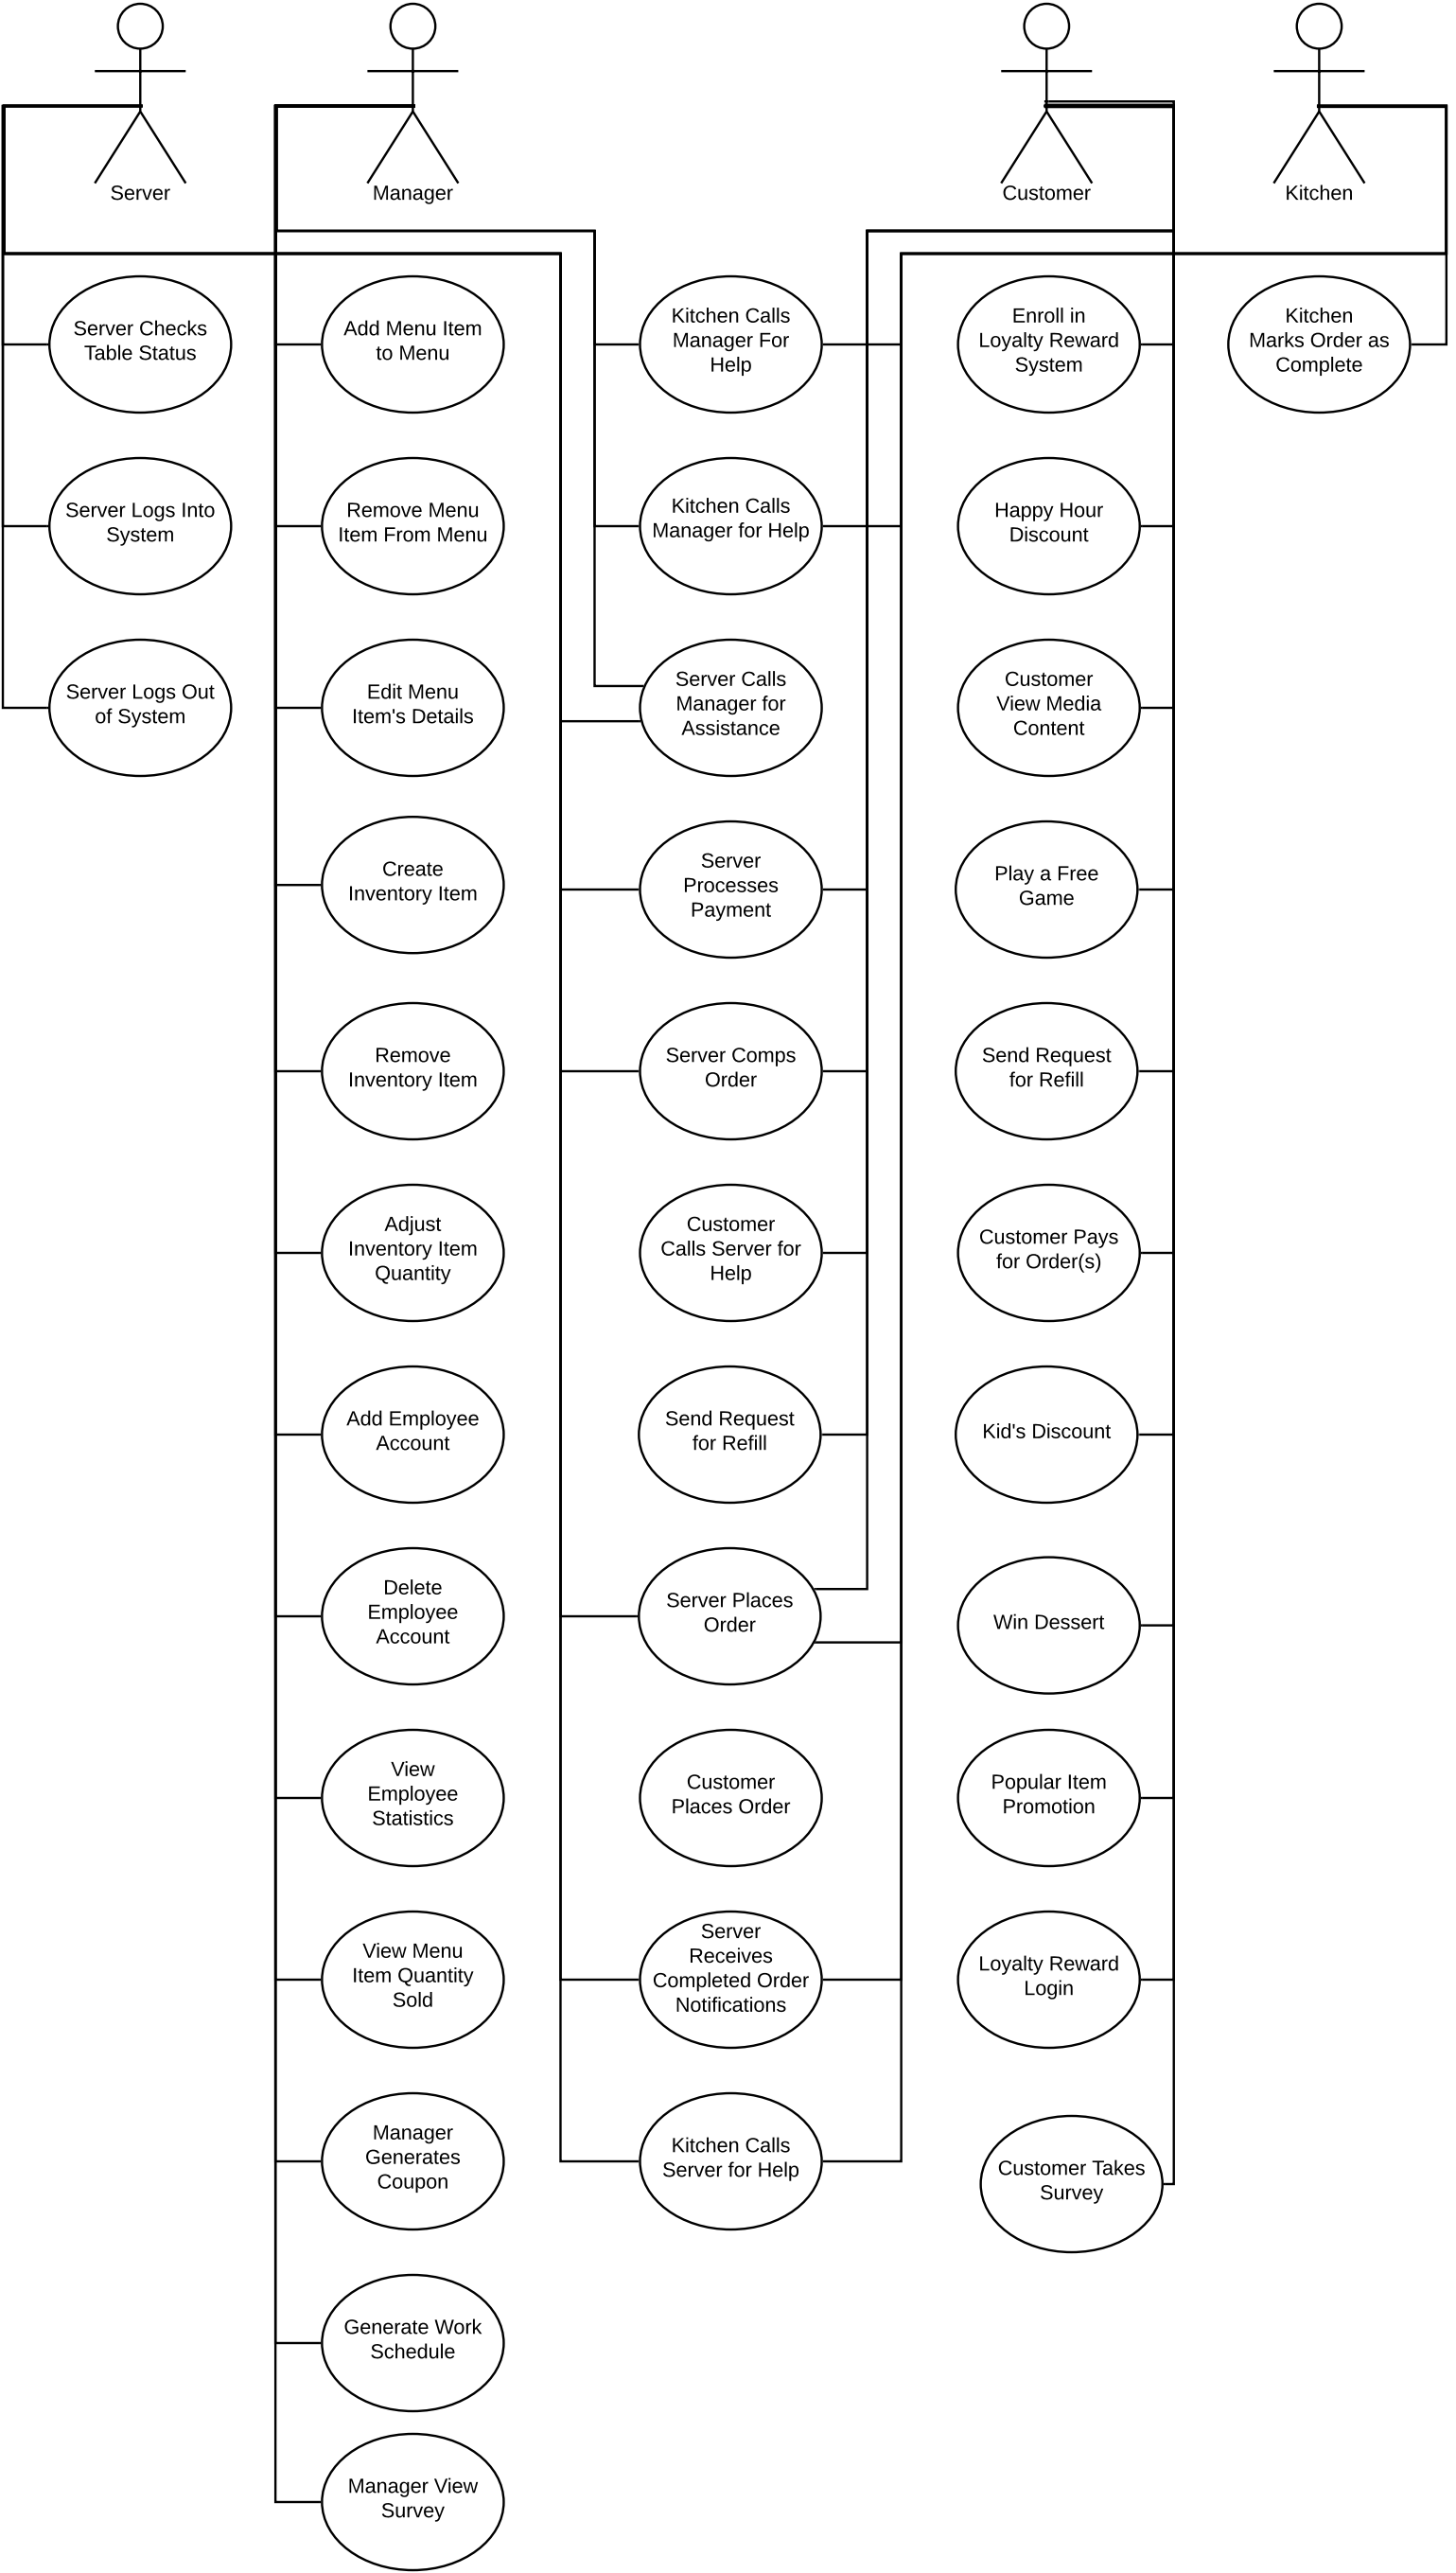 Server
Manager
Customer
Kitchen
Server Checks
Table Status
Server Logs Into
System
Server Logs Out
of System
Add Menu Item
to Menu
Remove Menu
Item From Menu
Edit Menu
Item's Details
Create
Inventory Item
Remove
Inventory Item
Adjust
Inventory Item
Quantity
Add Employee
Account
Delete
Employee
Account
View
Employee
Statistics
View Menu
Item Quantity
Sold
Manager
Generates
Coupon
Generate Work
Schedule
Manager View
Survey
Kitchen Calls
Manager For
Help
Kitchen Calls
Manager for Help
Server Calls
Manager for
Assistance
Server
Processes
Payment
Server Comps
Order
Customer
Calls Server for
Help
Send Request
for Refill
Server Places
Order
Customer
Places Order
Server
Receives
Completed Order
Notifications
Kitchen Calls
Server for Help
Enroll in
Loyalty Reward
System
Happy Hour
Discount
Customer
View Media
Content
Play a Free
Game
Send Request
for Refill
Customer Pays
for Order(s)
Kid's Discount
Win Dessert
Popular Item
Promotion
Loyalty Reward
Login
Customer Takes
Survey
Kitchen
Marks Order as
Complete